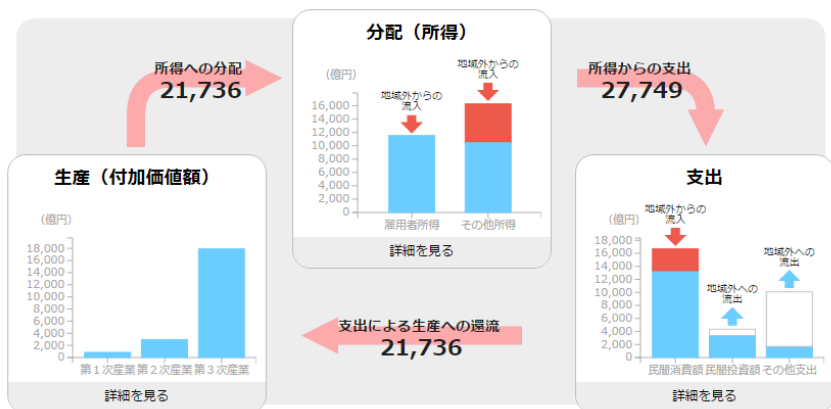 分配（所得）
所得への分配
21,736
所得からの支出
27,749
（億円）
地域外からの
流入
地域外からの
流入
16,000
14,000
12,000
10,000
8,000
6,000
4,000
2,000
0
雇用者所得
その他所得
詳細を見る
生産（付加価値額）
（億円）
18,000
16,000
14,000
12,000
10,000
8,000
6,000
4,000
2,000
0
第１次産業
第２次産業
第３次産業
詳細を見る
支出による生産への還流
21,736
支出
（億円）
地域外からの
流入
地域外への
流出
地域外への
流出
18,000
16,000
14,000
12,000
10,000
8,000
6,000
4,000
2,000
0
民間消費額
民間投資額
その他支出
詳細を見る